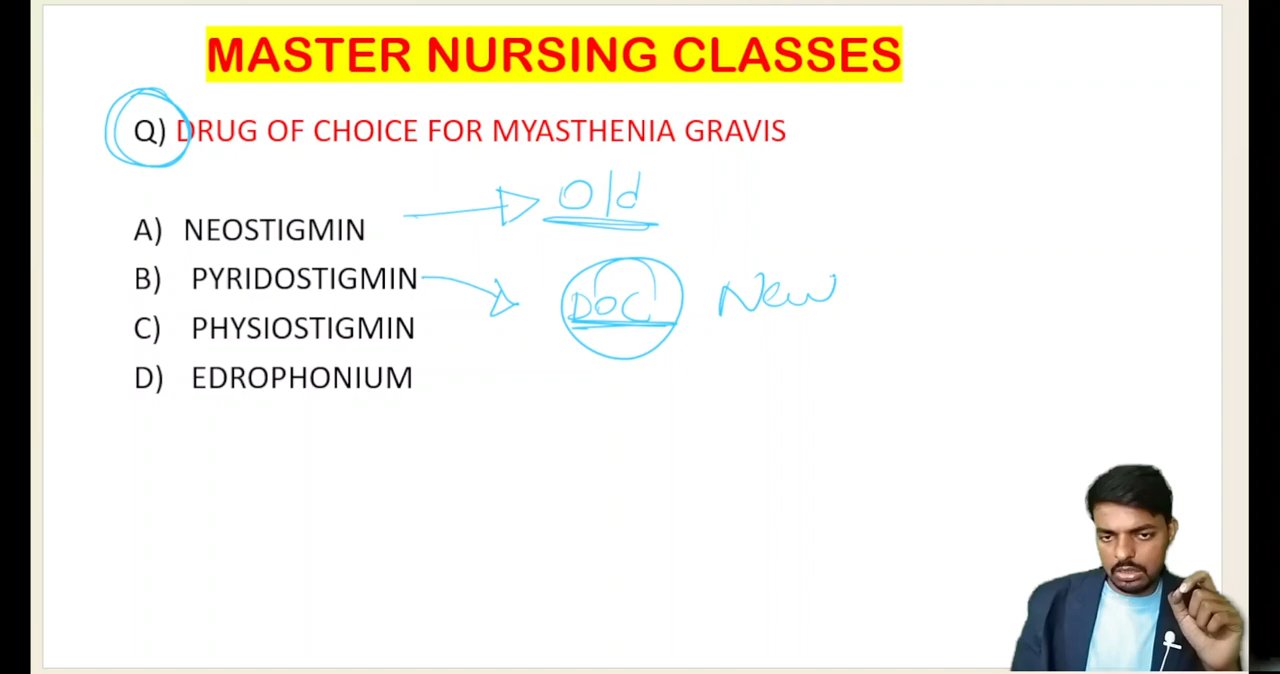 MASTER NURSING CLASSES
Q) DRUG OF CHOICE FOR MYASTHENIA GRAVIS
Old
A) NEOSTIGMIN
B) PYRIDOSTIGMIN
DOC New
C) PHYSIOSTIGMIN
D) EDROPHONIUM